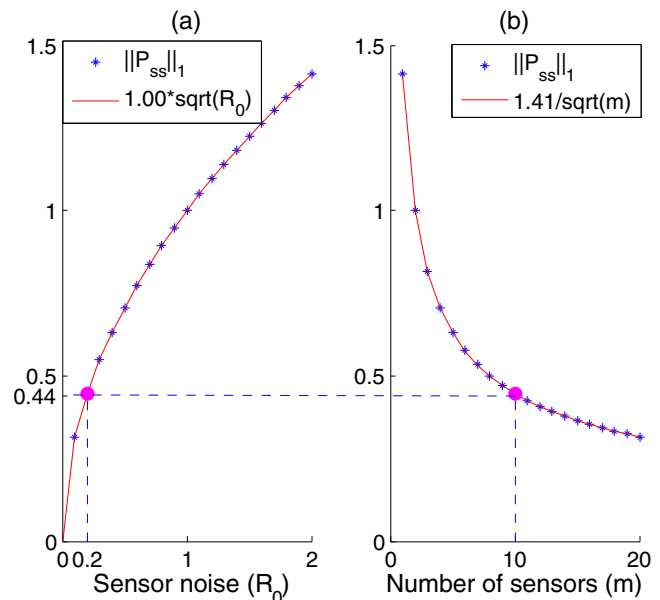 (a)
(b)
1.5
||P_ss||_1
1.00*sqrt(R_0)
1
0.5
0.44
0
0 0.2 1 2
Sensor noise (R_0)
1.5
||P_ss||_1
1.41/sqrt(m)
1
0.5
0
0 10 20
Number of sensors (m)